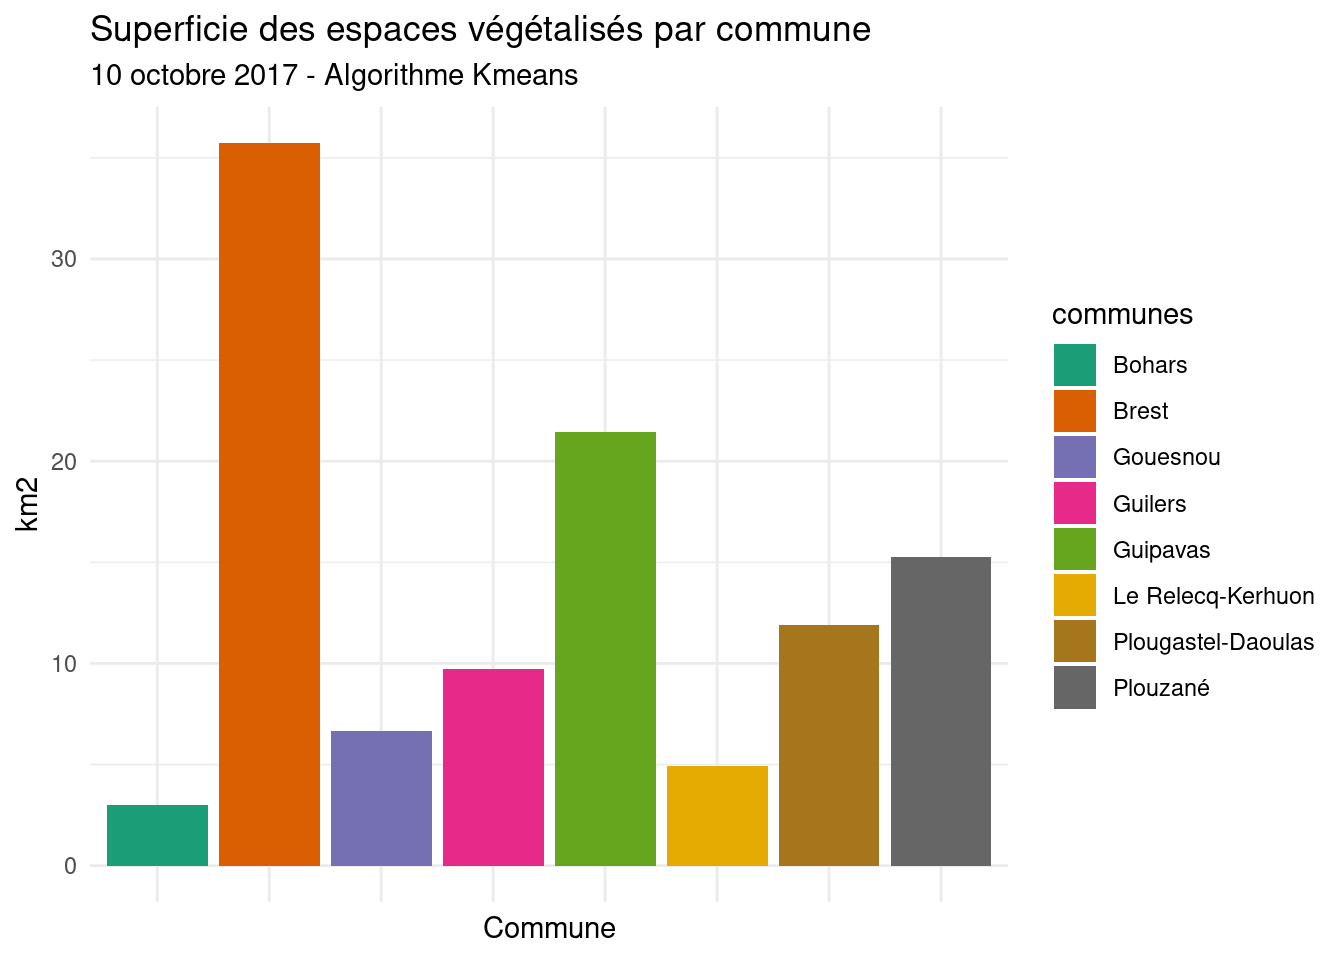 Superficie des espaces végétalisés par commune
10 octobre 2017 - Algorithme Kmeans
30
20
10
0
km2
Commune
communes
Bohars
Brest
Gouesnou
Guilers
Guipavas
Le Relecq-Kerhuon
Plougastel-Daoulas
Plouzané